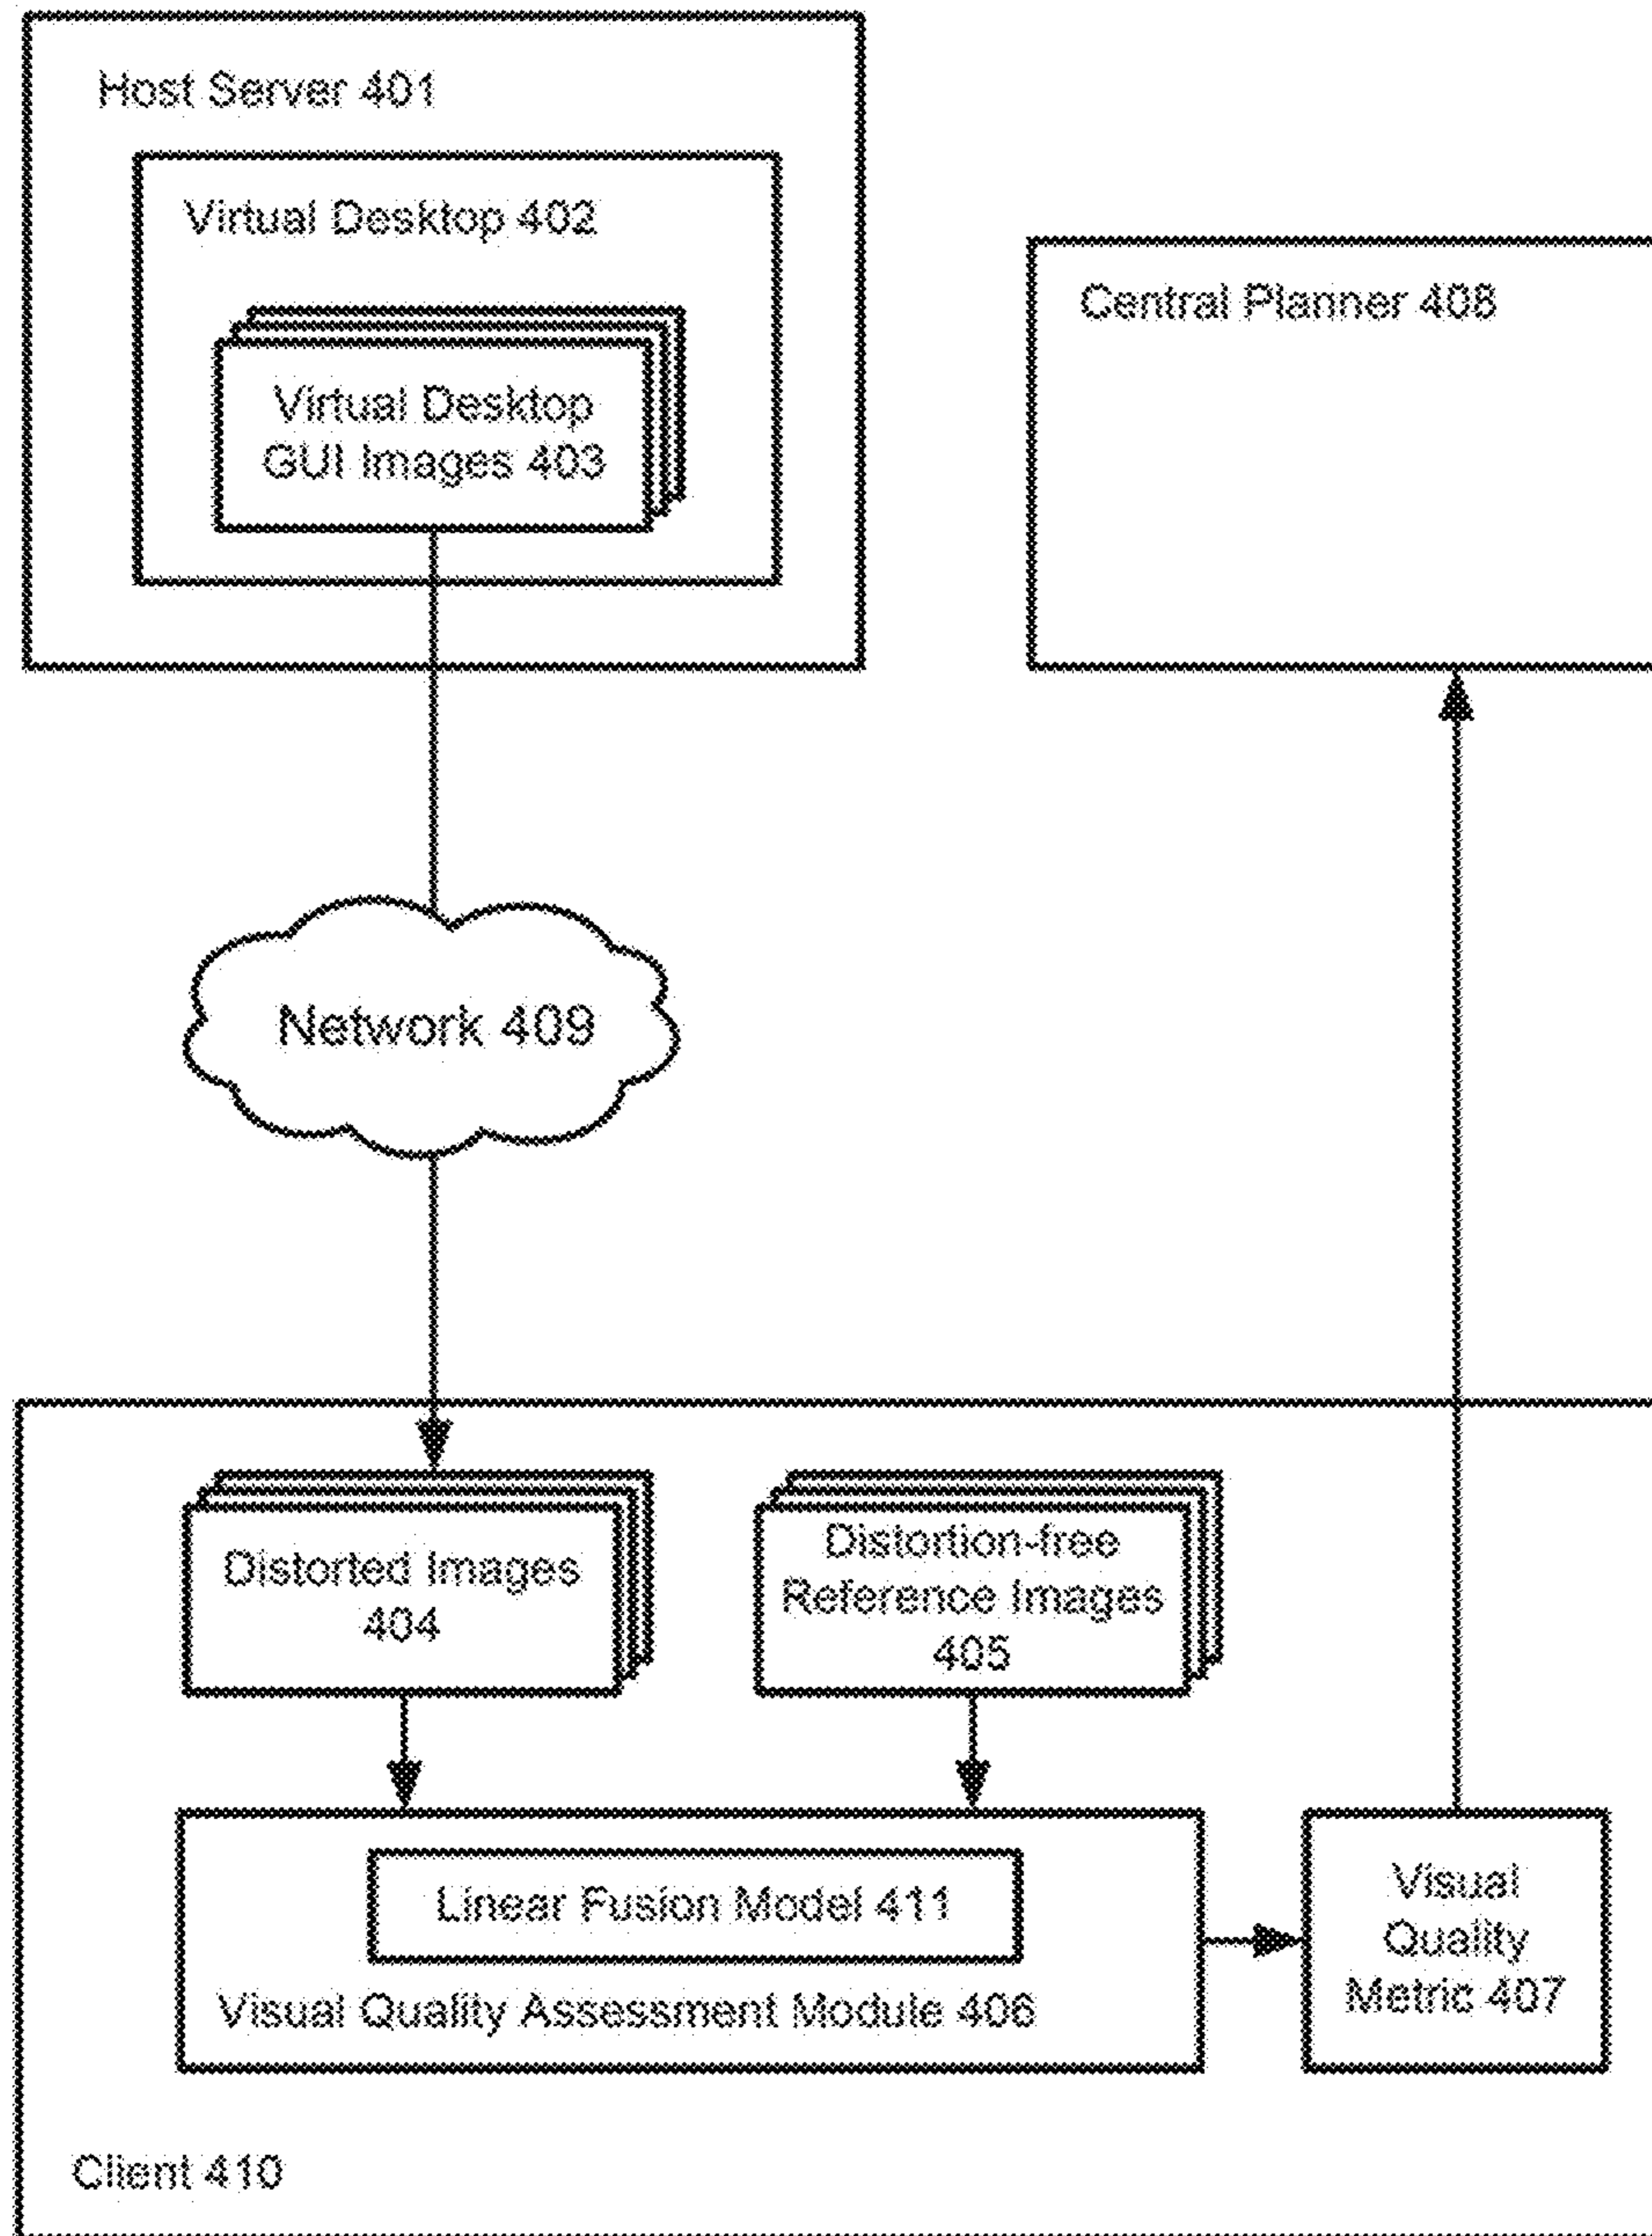 Host Server 401
Virtual Desktop 402
Virtual Desktop
GUI Images 403
Central Planner 408
Network 409
Distorted Images
404
Distortion-free
Reference Images
405
Linear Fusion Model 411
Visual Quality Assessment Module 406
Visual
Quality
Metric 407
Client 410